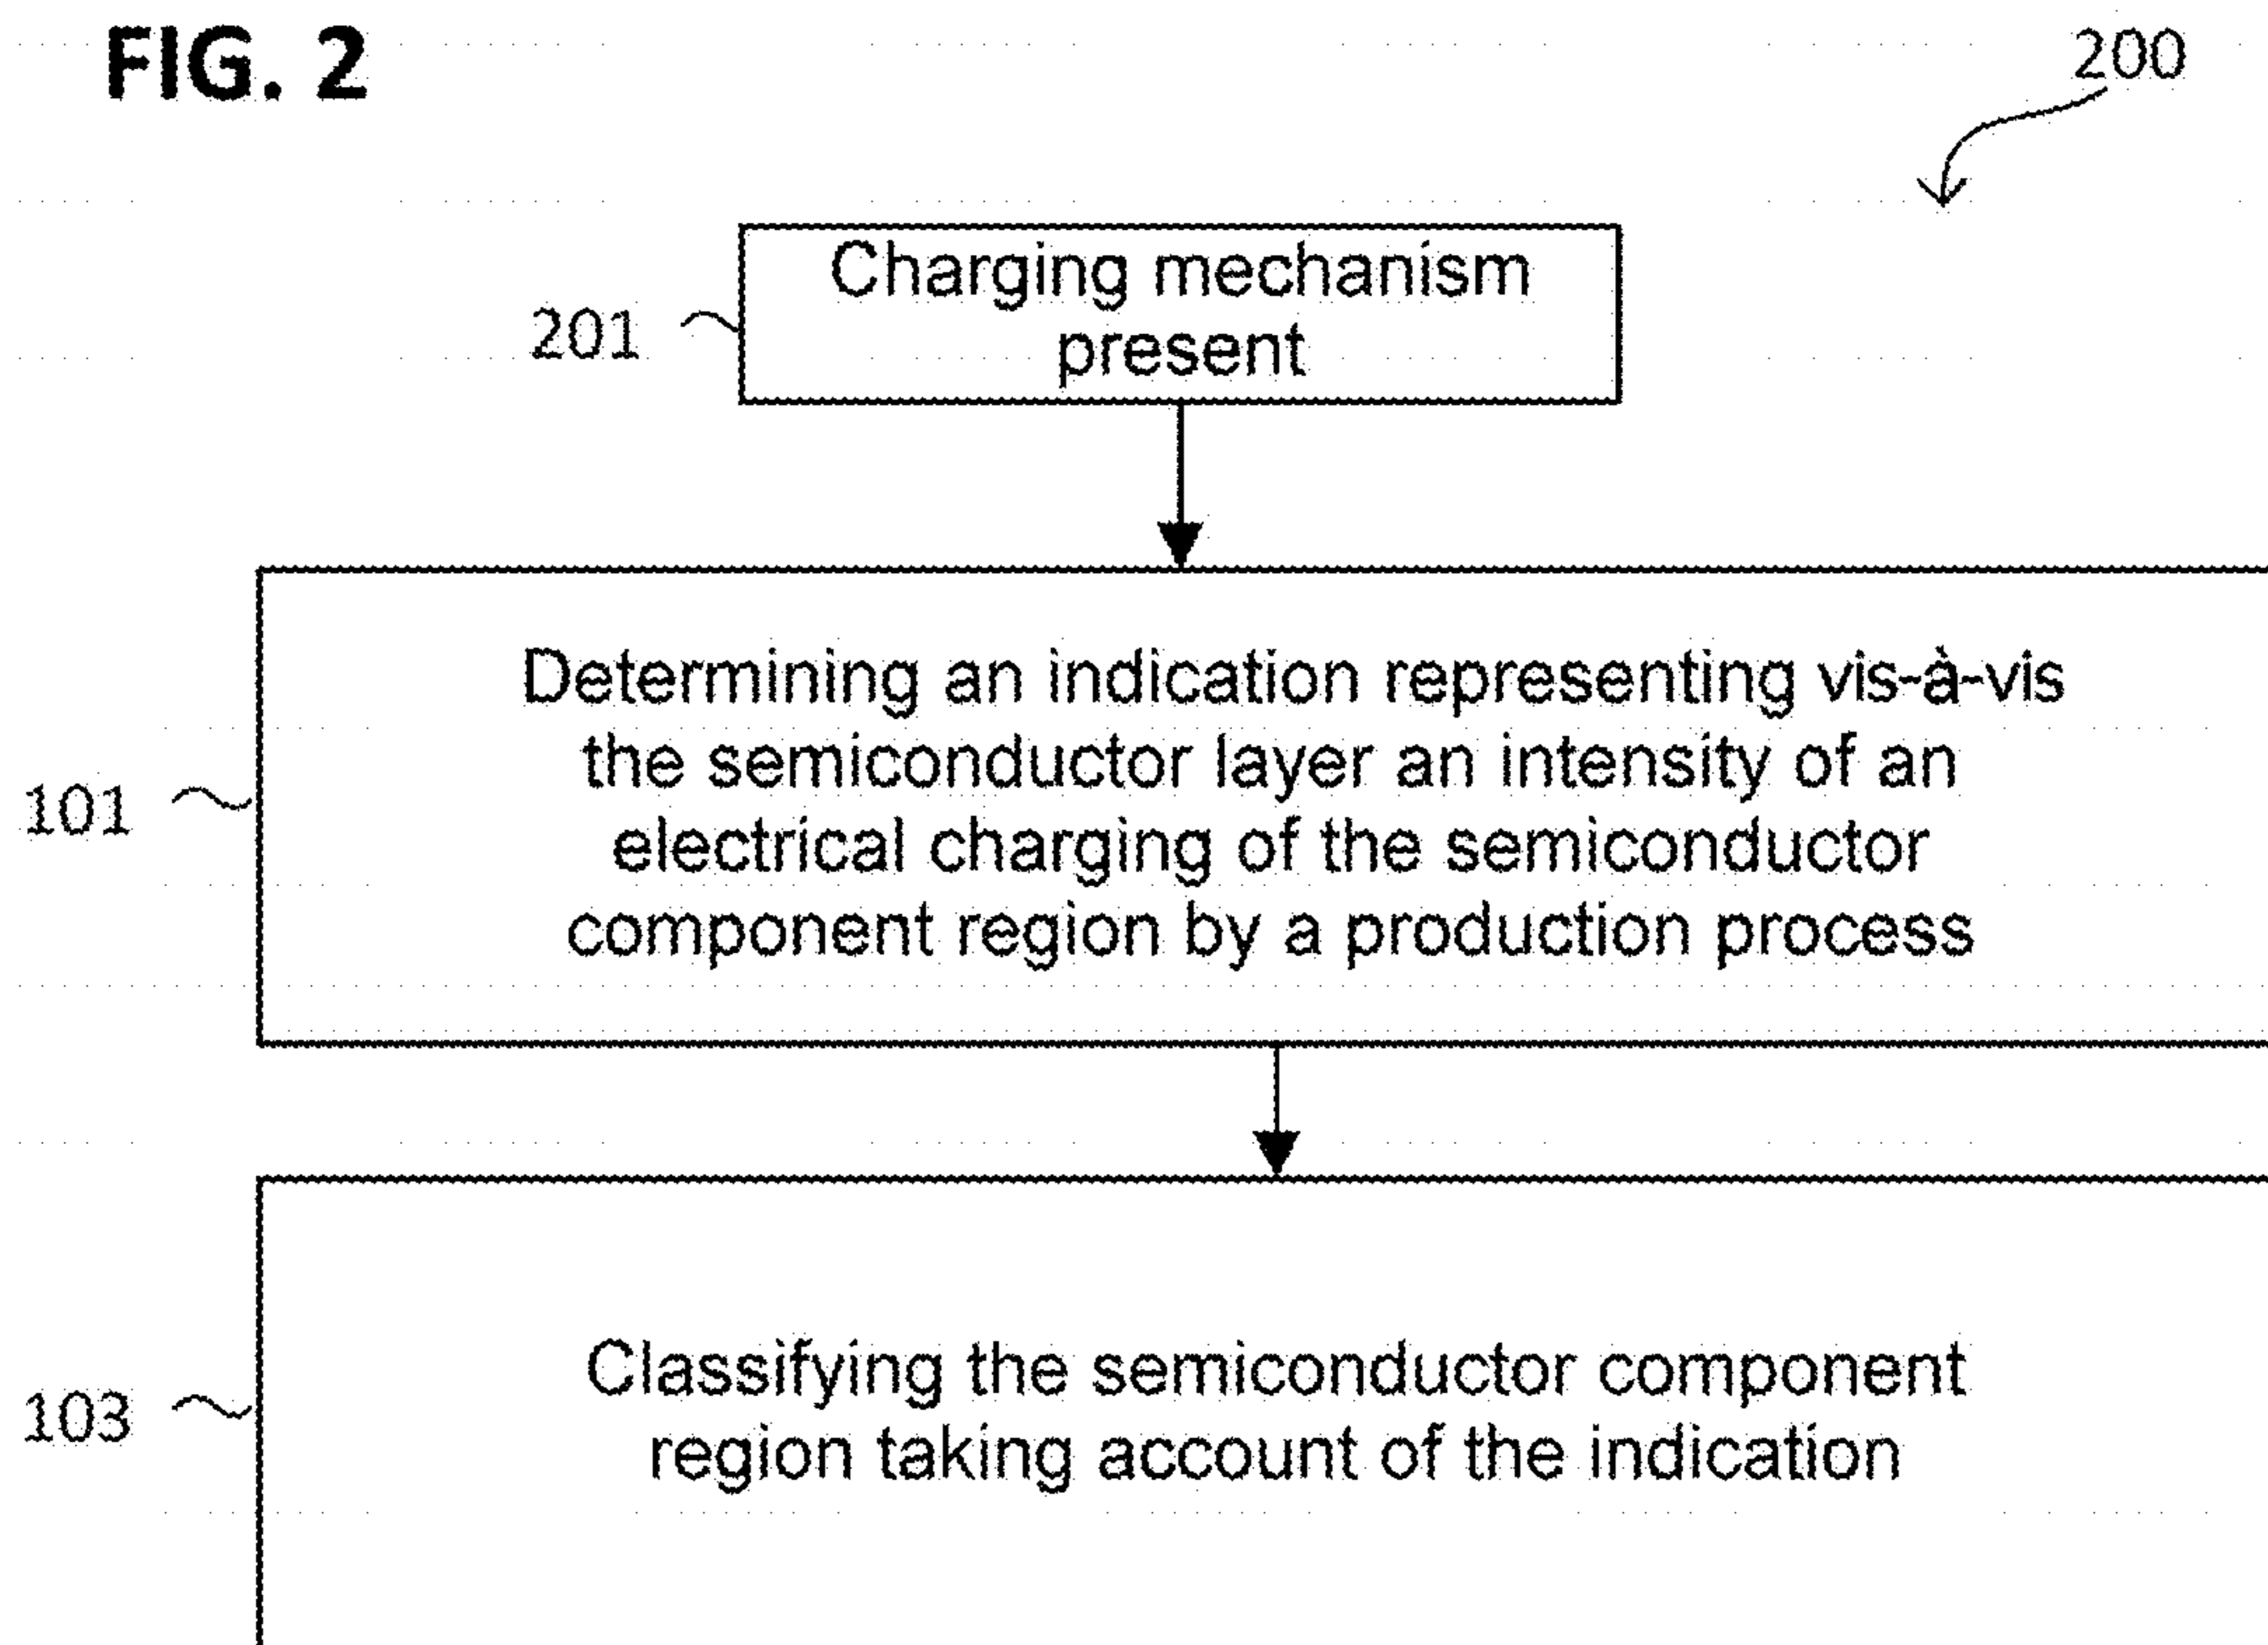 FIG. 2
200
Charging mechanism
present
201
Determining an indication representing vis-à-vis
the semiconductor layer an intensity of an
electrical charging of the semiconductor
component region by a production process
101
Classifying the semiconductor component
region taking account of the indication
103